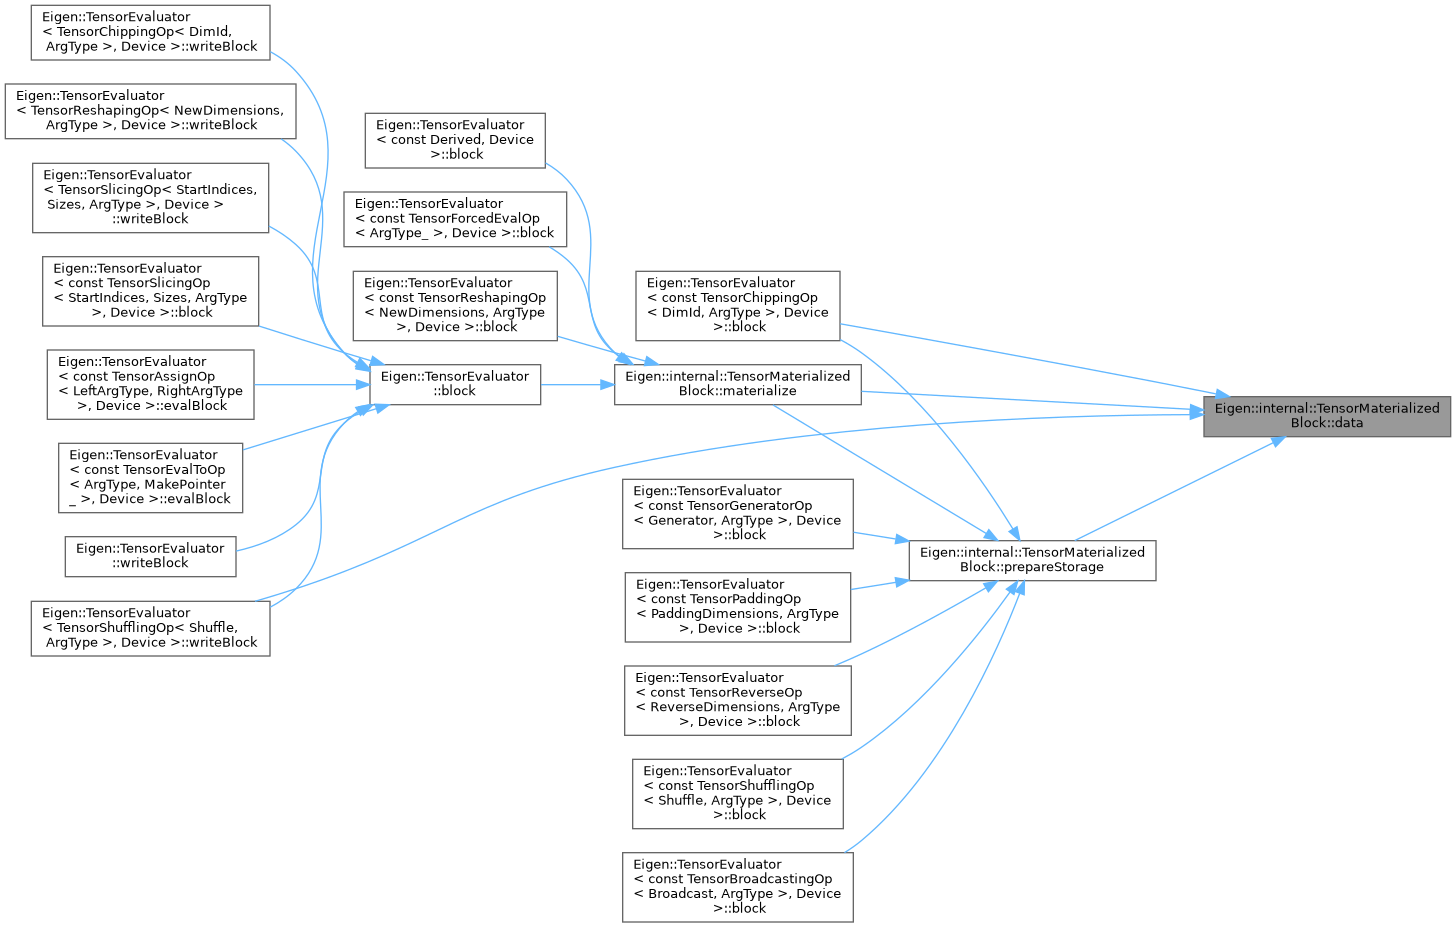 Eigen::TensorEvaluator
< TensorChippingOp< DimId,
ArgType >, Device >::writeBlock
Eigen::TensorEvaluator
< TensorReshapingOp< NewDimensions,
ArgType >, Device >::writeBlock
Eigen::TensorEvaluator
< TensorSlicingOp< StartIndices,
Sizes, ArgType >, Device >
::writeBlock
Eigen::TensorEvaluator
< const TensorSlicingOp
< StartIndices, Sizes, ArgType
>, Device >::block
Eigen::TensorEvaluator
< const TensorAssignOp
< LeftArgType, RightArgType
>, Device >::evalBlock
Eigen::TensorEvaluator
< const TensorEvalToOp
< ArgType, MakePointer
_ >, Device >::evalBlock
Eigen::TensorEvaluator
::writeBlock
Eigen::TensorEvaluator
< TensorShufflingOp< Shuffle,
ArgType >, Device >::writeBlock
Eigen::TensorEvaluator
< const Derived, Device
>::block
Eigen::TensorEvaluator
< const TensorForcedEvalOp
< ArgType_ >, Device >::block
Eigen::TensorEvaluator
< const TensorReshapingOp
< NewDimensions, ArgType
>, Device >::block
Eigen::TensorEvaluator
::block
Eigen::TensorEvaluator
< const TensorChippingOp
< DimId, ArgType >, Device
>::block
Eigen::internal::TensorMaterialized
Block::materialize
Eigen::TensorEvaluator
< const TensorGeneratorOp
< Generator, ArgType >, Device
>::block
Eigen::TensorEvaluator
< const TensorPaddingOp
< PaddingDimensions, ArgType
>, Device >::block
Eigen::TensorEvaluator
< const TensorReverseOp
< ReverseDimensions, ArgType
>, Device >::block
Eigen::TensorEvaluator
< const TensorShufflingOp
< Shuffle, ArgType >, Device
>::block
Eigen::TensorEvaluator
< const TensorBroadcastingOp
< Broadcast, ArgType >, Device
>::block
Eigen::internal::TensorMaterialized
Block::prepareStorage
Eigen::internal::TensorMaterialized
Block::data